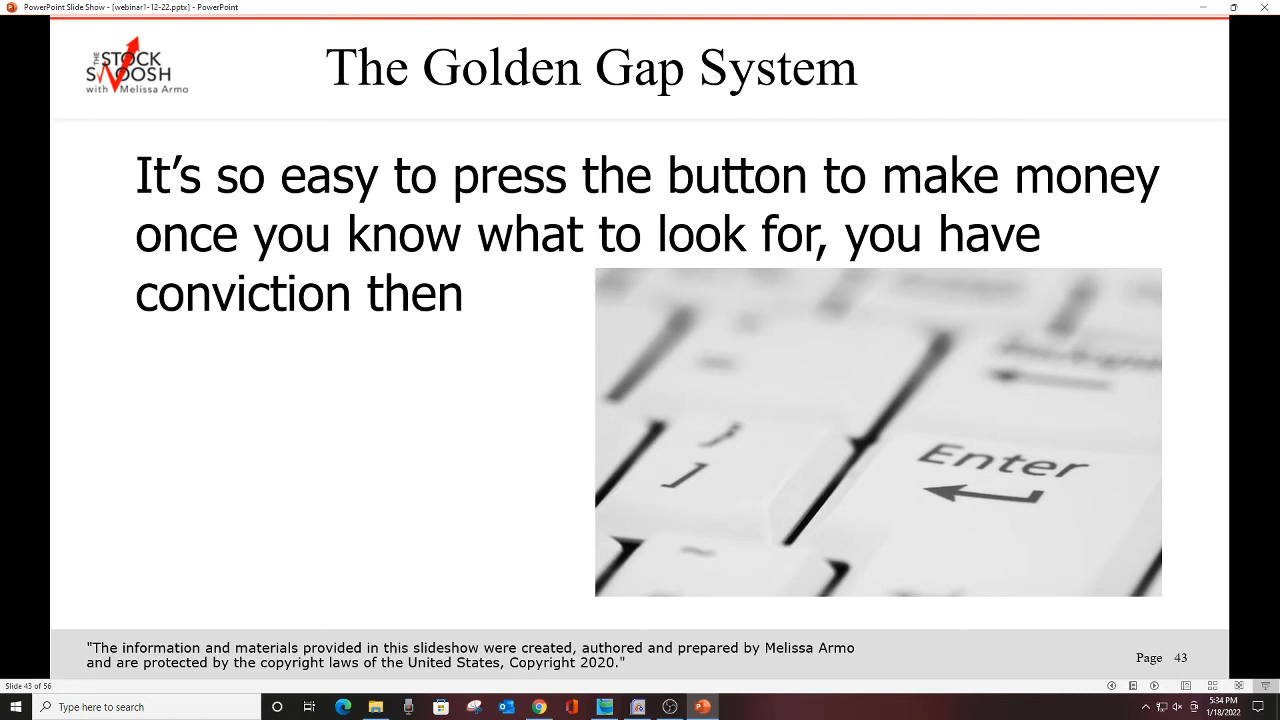 PowerPoint Slide Show - [webinar1-12-22.pptx] - PowerPoint
THE
STOCK
SWOOSH
with Melissa Armo
The Golden Gap System
It's so easy to press the button to make money
once you know what to look for, you have
conviction then
Enter
}
]
~
"The information and materials provided in this slideshow were created, authored and prepared by Melissa Armo
and are protected by the copyright laws of the United States, Copyright 2020."
Page 43
Slide 43 of 56
Type here to search
5:34 PM
1/18/2022